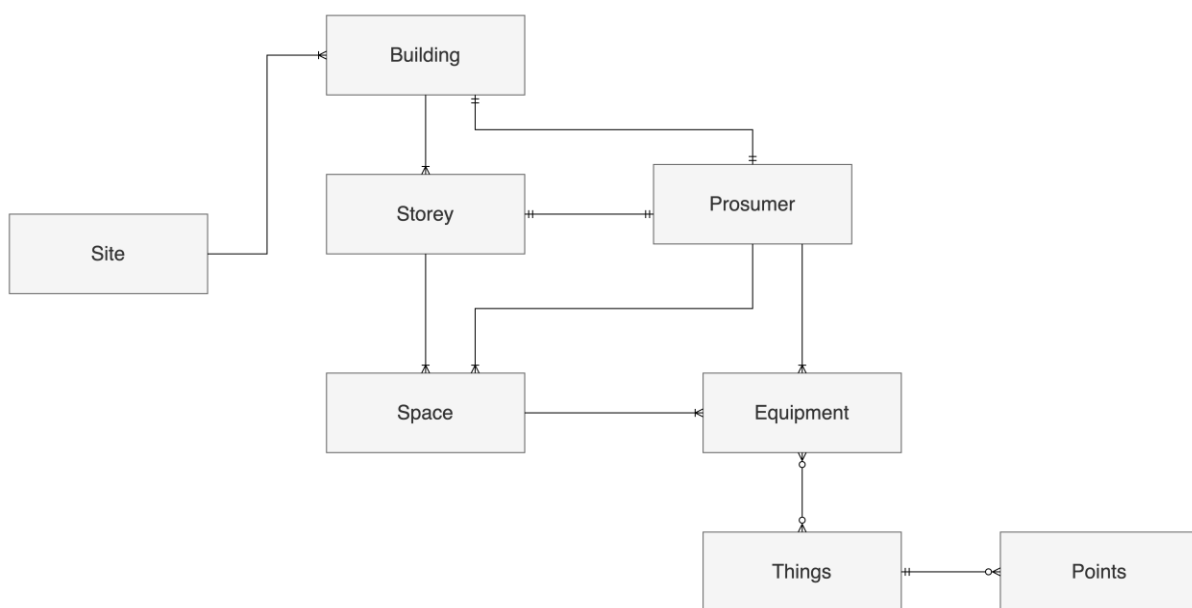 Building
Storey
Prosumer
Site
Space
Equipment
Things
Points